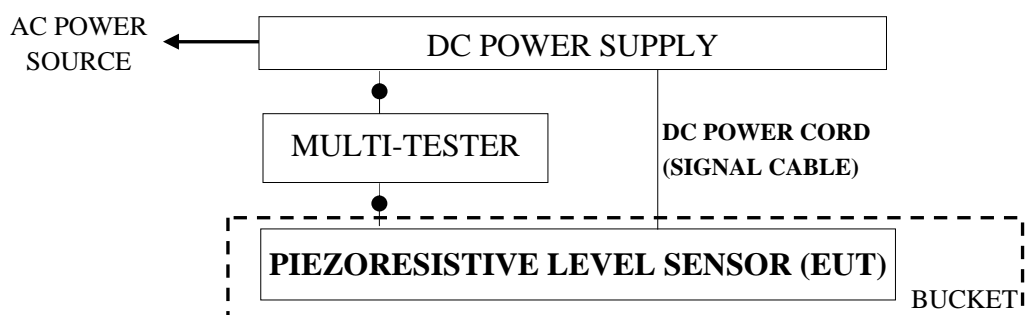 AC POWER
SOURCE
DC POWER SUPPLY
MULTI-TESTER
DC POWER CORD
(SIGNAL CABLE)
PIEZORESISTIVE LEVEL SENSOR (EUT)
BUCKET